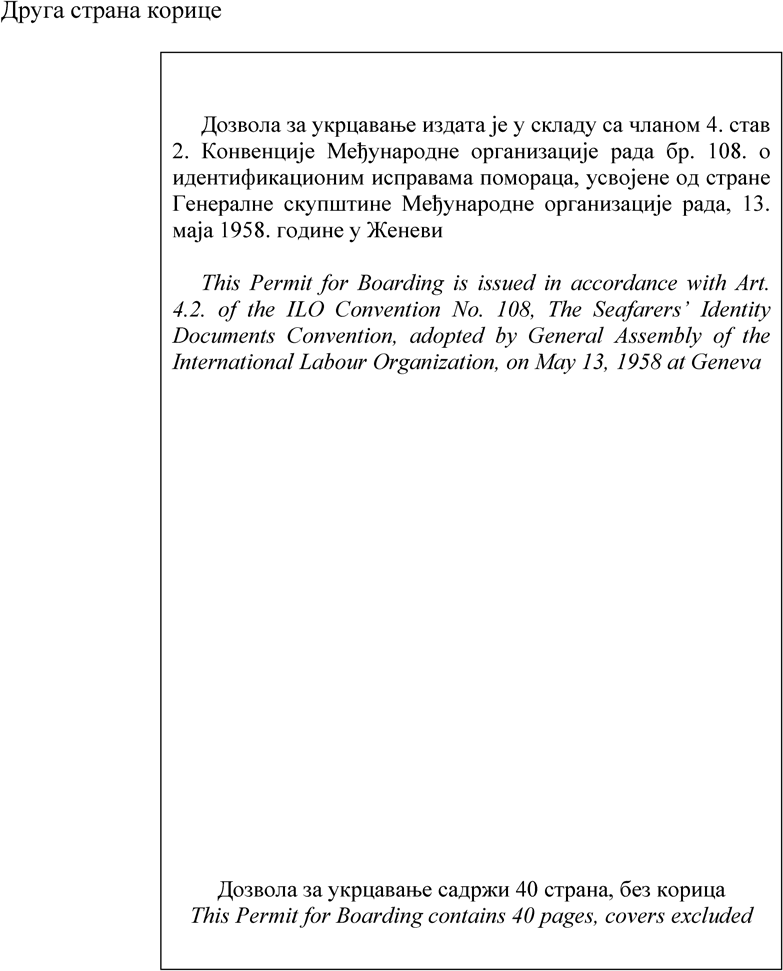 Друга страна корице
Дозвола за укрцавање издата је у складу са чланом 4. став
2. Конвенције Међународне организације рада бр. 108. о
идентификационим исправама помораца, усвојене од стране
Генералне скупштине Међународне организације рада, 13.
маја 1958. године у Женеви
This Permit for Boarding is issued in accordance with Art.
4.2. of the ILO Convention No. 108, The Seafarers’ Identity
Documents Convention, adopted by General Assembly of the
International Labour Organization, on May 13, 1958 at Geneva
Дозвола за укрцавање садржи 40 страна, без корица
This Permit for Boarding contains 40 pages, covers excluded